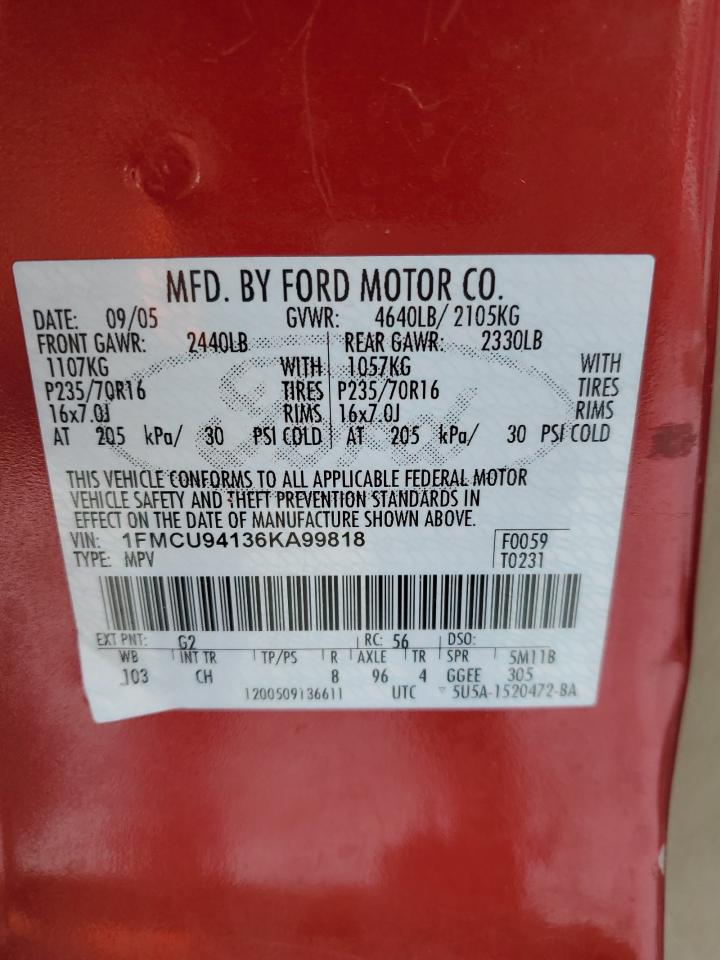 MFD. BY FORD MOTOR CO.
DATE: 09/05 GVWR: 4640LB/ 2105KG
FRONT GAWR: 2440LB REAR GAWR: 2330LB
1107KG WITH 1057KG WITH
P235/70R16 TIRES P235/70R16 TIRES
16x7.0J RIMS 16x7.0J RIMS
AT 205 kPa/ 30 PSI COLD AT 205 kPa/ 30 PSI COLD
Ford
THIS VEHICLE CONFORMS TO ALL APPLICABLE FEDERAL MOTOR
VEHICLE SAFETY AND THEFT PREVENTION STANDARDS IN
EFFECT ON THE DATE OF MANUFACTURE SHOWN ABOVE.
VIN: 1FMCU94136KA99818 F0059
TYPE: MPV T0231
EXT PNT: G2 RC: 56 DSO:
WB INT TR TP/PS R AXLE TR SPR 5M11B
103 CH 8 96 4 GGEE 305
1200509136611 UTC 5U5A-1520472-BA